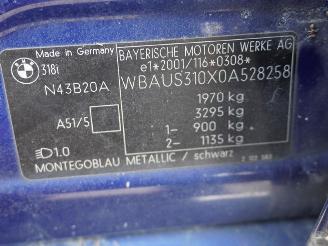 Made in Germany
BMW
318i
N43B20A
A51/5
1.0
BAYERISCHE MOTOREN WERKE AG
e1*2001/116*0308*
WBAUS310X0A528258
1970 kg
3295 kg
1- 900 kg
2- 1135 kg
MONTEGOBLAU METALLIC / schwarz